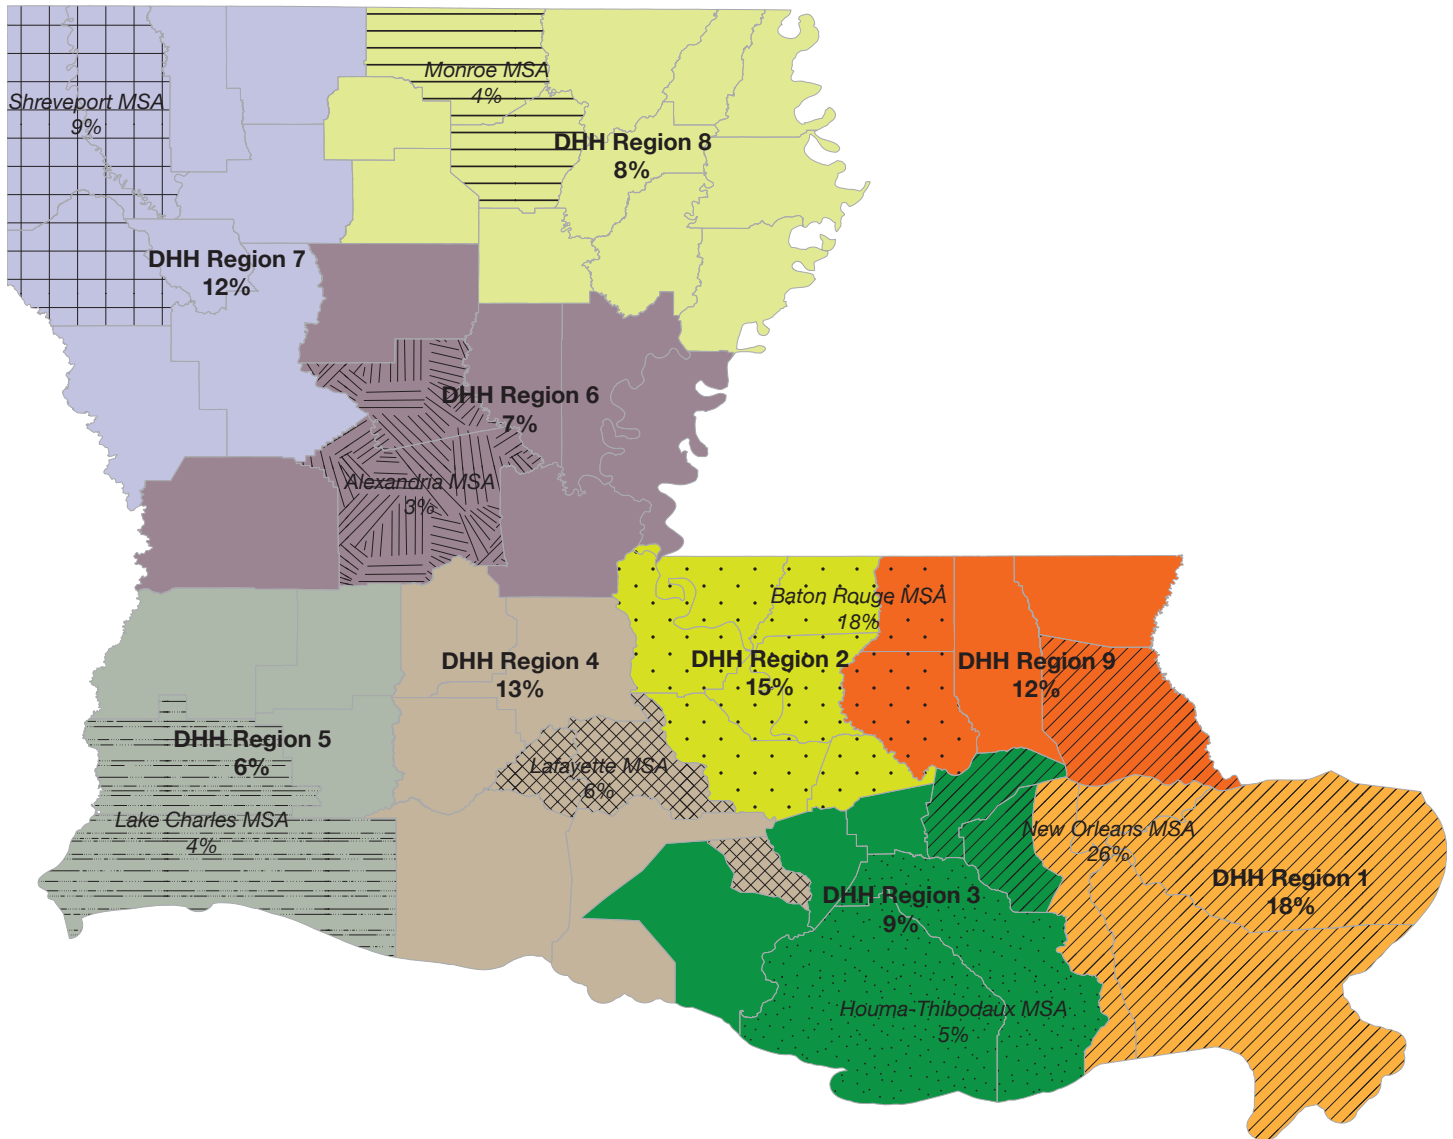 Monroe MSA
4%
Shreveport MSA
9%
DHH Region 8
8%
DHH Region 7
12%
DHH Region 6
7%
Alexandria MSA
3%
Baton Rouge MSA
18%
DHH Region 4
13%
DHH Region 2
15%
DHH Region 9
12%
DHH Region 5
6%
Lafayette MSA
6%
Lake Charles MSA
4%
New Orleans MSA
26%
DHH Region 1
18%
DHH Region 3
9%
Houma-Thibodaux MSA
5%